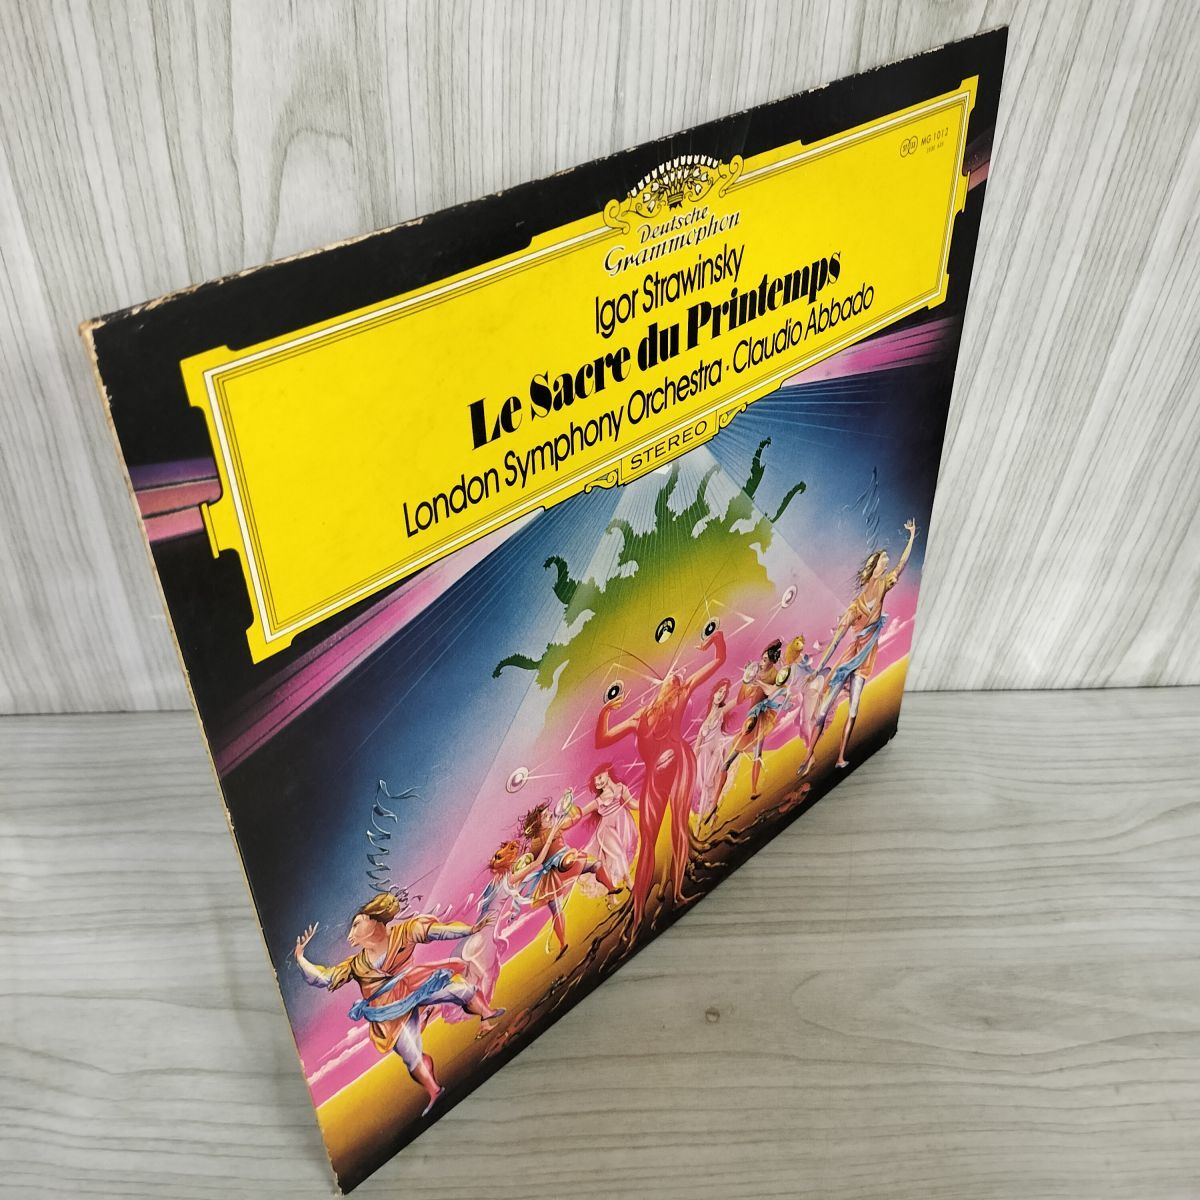 MG 1012
Deutsche
Grammophon
Igor Strawinsky
Le Sacre du Printemps
London Symphony Orchestra · Claudio Abbado
STEREO